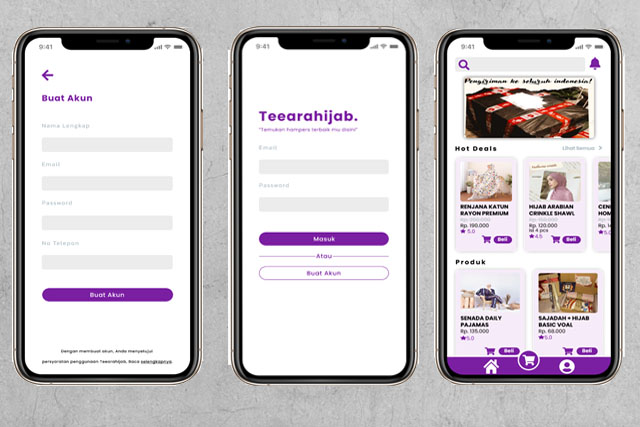 9:41
Buat Akun
Nama Lengkap
Email
Password
No Telepon
Buat Akun
Dengan membuat akun, Anda menyetujui
persyaratan penggunaan Teearahijab. Baca selengkapnya.
9:41
Teearahijab.
"Temukan hampers terbaik mu disini"
Email
Password
Masuk
Atau
Buat Akun
9:41
Pengiriman ke seluruh indonesia!
Hot Deals
Lihat Semua >
RENJANA KATUN
RAYON PREMIUM
Rp. 190.000
5.0
Beli
HIJAB ARABIAN
CRINKLE SHAWL
Rp. 120.000
isi 4 pcs
4.5
Beli
CEN
HOM
Rp.
5.0
Produk
SENADA DAILY
PAJAMAS
Rp. 135.000
5.0
Beli
SAJADAH + HIJAB
BASIC VOAL
Rp. 68.000
5.0
Beli